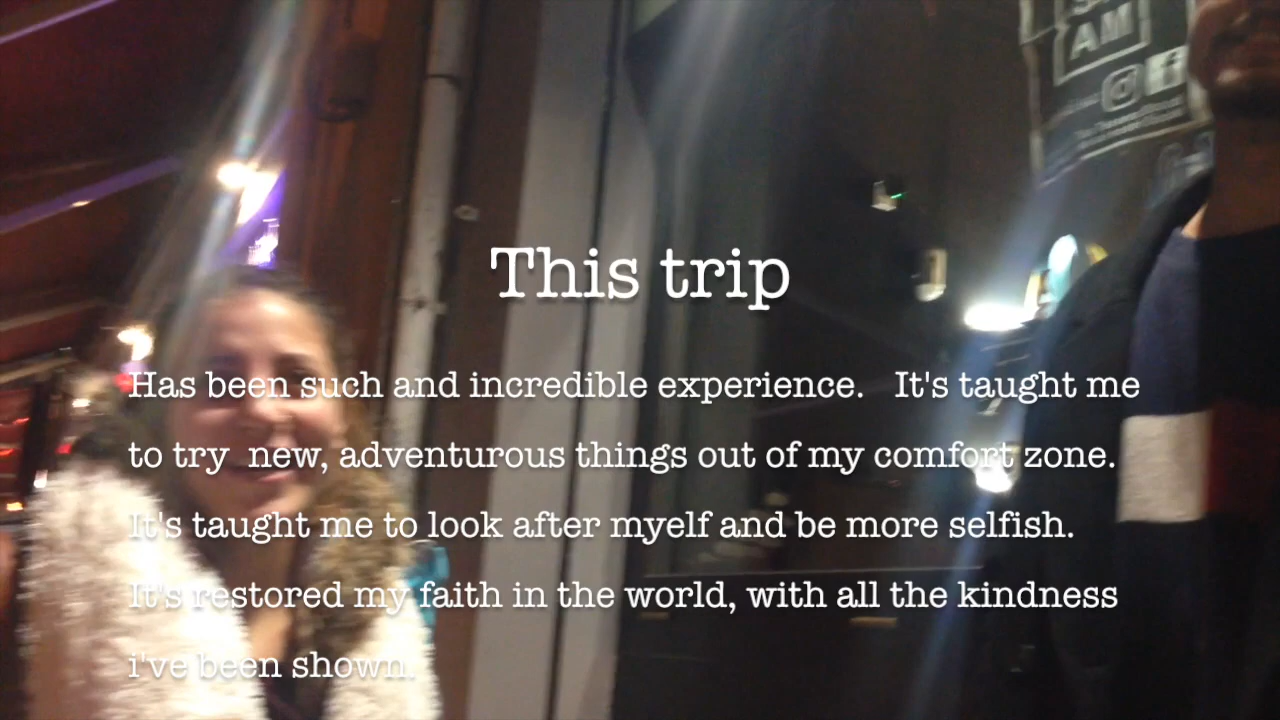 AM
This trip
Has been such and incredible experience.   It's taught me
to try  new, adventurous things out of my comfort zone.
It's taught me to look after myelf and be more selfish.
It's restored my faith in the world, with all the kindness
i've been shown.